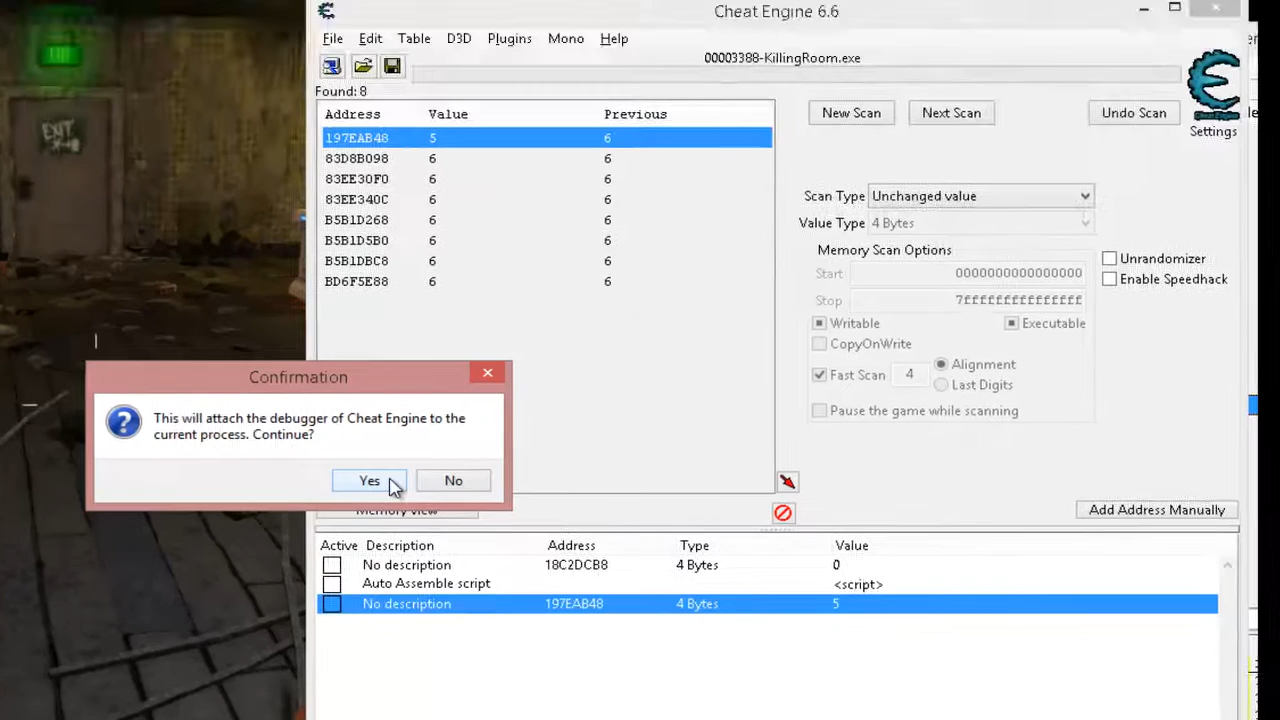 Cheat Engine 6.6
File Edit Table D3D Plugins Mono Help
00003388-KillingRoom.exe
Found: 8
Address Value Previous
197EAB48 5 6
83D8B098 6 6
83EE30F0 6 6
83EE340C 6 6
B5B1D268 6 6
B5B1D5B0 6 6
B5B1DBC8 6 6
BD6F5E88 6 6
New Scan Next Scan Undo Scan
Settings
Scan Type Unchanged value
Value Type 4 Bytes
Memory Scan Options
Start 0000000000000000
Stop 7fffffffffffffff
Unrandomizer
Enable Speedhack
Writable Executable
CopyOnWrite
Fast Scan 4 Alignment
Last Digits
Pause the game while scanning
EXIT
Confirmation
This will attach the debugger of Cheat Engine to the
current process. Continue?
Yes No
Memory view
Add Address Manually
Active Description Address Type Value
No description 18C2DCB8 4 Bytes 0
Auto Assemble script <script>
No description 197EAB48 4 Bytes 5